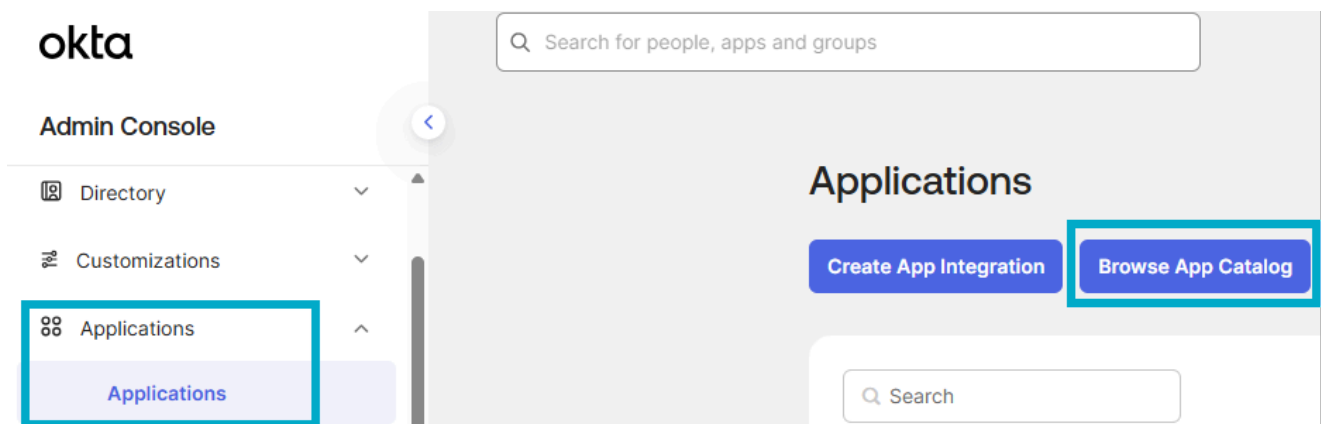 okta
Search for people, apps and groups
Admin Console
Directory
Customizations
Applications
Applications
Applications
Create App Integration
Browse App Catalog
Search